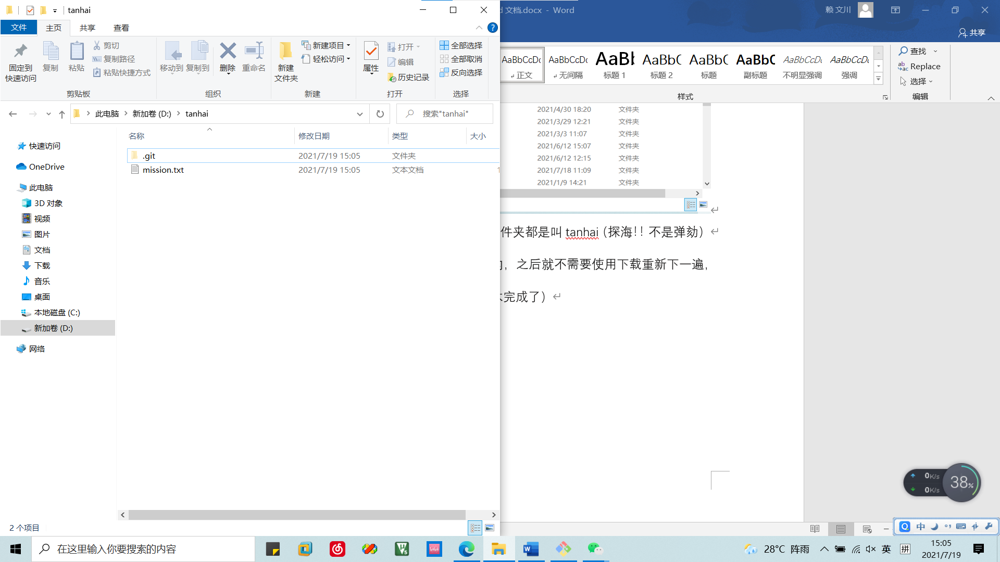 tanhai
文件
主页
共享
查看
固定到
快速访问
复制
粘贴
剪切
复制路径
粘贴快捷方式
剪贴板
移动到
复制到
删除
重命名
组织
新建
文件夹
新建项目
轻松访问
新建
属性
打开
编辑
历史记录
打开
全部选择
全部取消
反向选择
选择
此电脑
新加卷 (D:)
tanhai
搜索"tanhai"
名称
修改日期
类型
大小
.git
2021/7/19 15:05
文件夹
mission.txt
2021/7/19 15:05
文本文档
1
快速访问
OneDrive
此电脑
3D 对象
视频
图片
文档
下载
音乐
桌面
本地磁盘 (C:)
新加卷 (D:)
网络
2 个项目
文档.docx - Word
赖 文川
共享
AaBbCcDc
正文
AaBbCcDc
无间隔
AaBb
标题 1
AaBbC
标题 2
AaBbC
标题
AaBbC
副标题
AaBbCcDc
不明显强调
AaBbCcDc
强调
样式
查找
Replace
选择
编辑
2021/4/30 18:20 文件夹
2021/3/29 12:21 文件夹
2021/3/3 11:07 文件夹
2021/6/12 15:07 文件夹
2021/6/12 12:15 文件夹
2021/7/18 11:09 文件夹
2021/1/9 14:21 文件夹
件夹都是叫 tanhai (探海!! 不是弹劾)
，之后就不需要使用下载重新下一遍，
完成了)
0K/s
0K/s
38%
中
在这里输入你要搜索的内容
28°C 阵雨
英
拼
15:05
2021/7/19